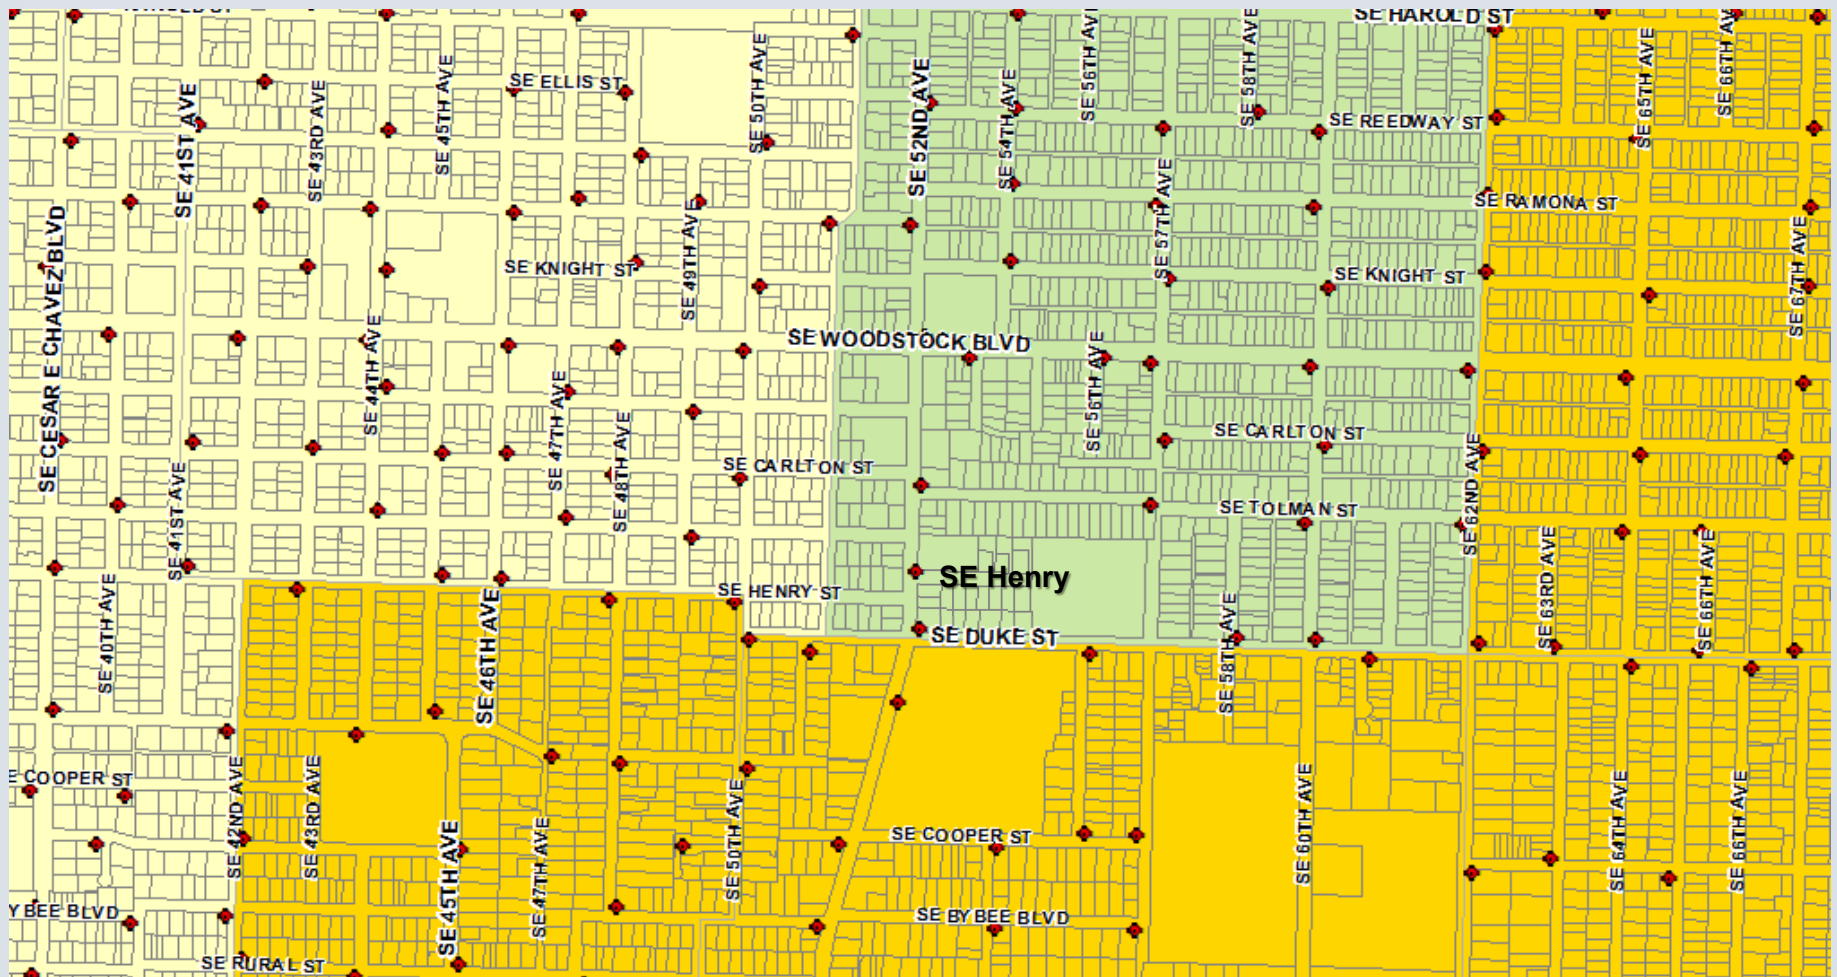 SE HAROLD ST
SE 66TH AVE
SE 56TH AVE
SE 58TH AVE
SE 65TH AVE
SE 50TH AVE
SE 45TH AVE
SE 52ND AVE
SE 54TH AVE
SE ELLIS ST
SE 41ST AVE
SE 43RD AVE
SE REEDWAY ST
SE 57TH AVE
SE RAMONA ST
SE CESAR E CHAVEZ BLVD
SE 49TH AVE
SE 67TH AVE
SE KNIGHT ST
SE KNIGHT ST
SE 44TH AVE
SE WOODSTOCK BLVD
SE 56TH AVE
SE 47TH AVE
SE 48TH AVE
SE CARLTON ST
SE 62ND AVE
SE CARLTON ST
SE 41ST AVE
SE TOLMAN ST
SE 63RD AVE
SE 66TH AVE
SE Henry
SE 40TH AVE
SE HENRY ST
SE 46TH AVE
SE 58TH AVE
SE DUKE ST
E COOPER ST
SE 42ND AVE
SE 43RD AVE
SE 50TH AVE
SE 60TH AVE
SE 64TH AVE
SE 66TH AVE
SE 45TH AVE
SE 47TH AVE
SE COOPER ST
YBEE BLVD
SE BYBEE BLVD
SE RURAL ST